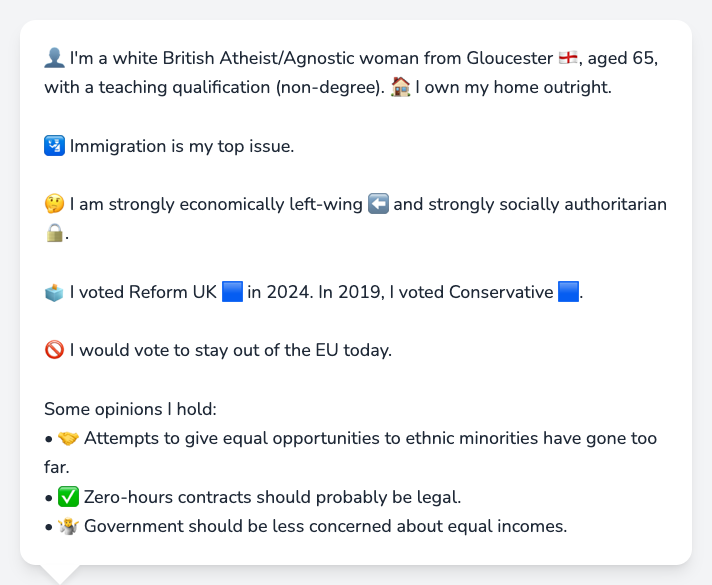 👤 I'm a white British Atheist/Agnostic woman from Gloucester 🏴󠁧󠁢󠁥󠁮󠁧󠁿, aged 65,
with a teaching qualification (non-degree). 🏠 I own my home outright.
🛂 Immigration is my top issue.
🤔 I am strongly economically left-wing ⬅️ and strongly socially authoritarian
🔒.
🗳️ I voted Reform UK 🟦 in 2024. In 2019, I voted Conservative 🟦.
🚫 I would vote to stay out of the EU today.
Some opinions I hold:
• 🤝 Attempts to give equal opportunities to ethnic minorities have gone too
far.
• ✅ Zero-hours contracts should probably be legal.
• 🤷 Government should be less concerned about equal incomes.